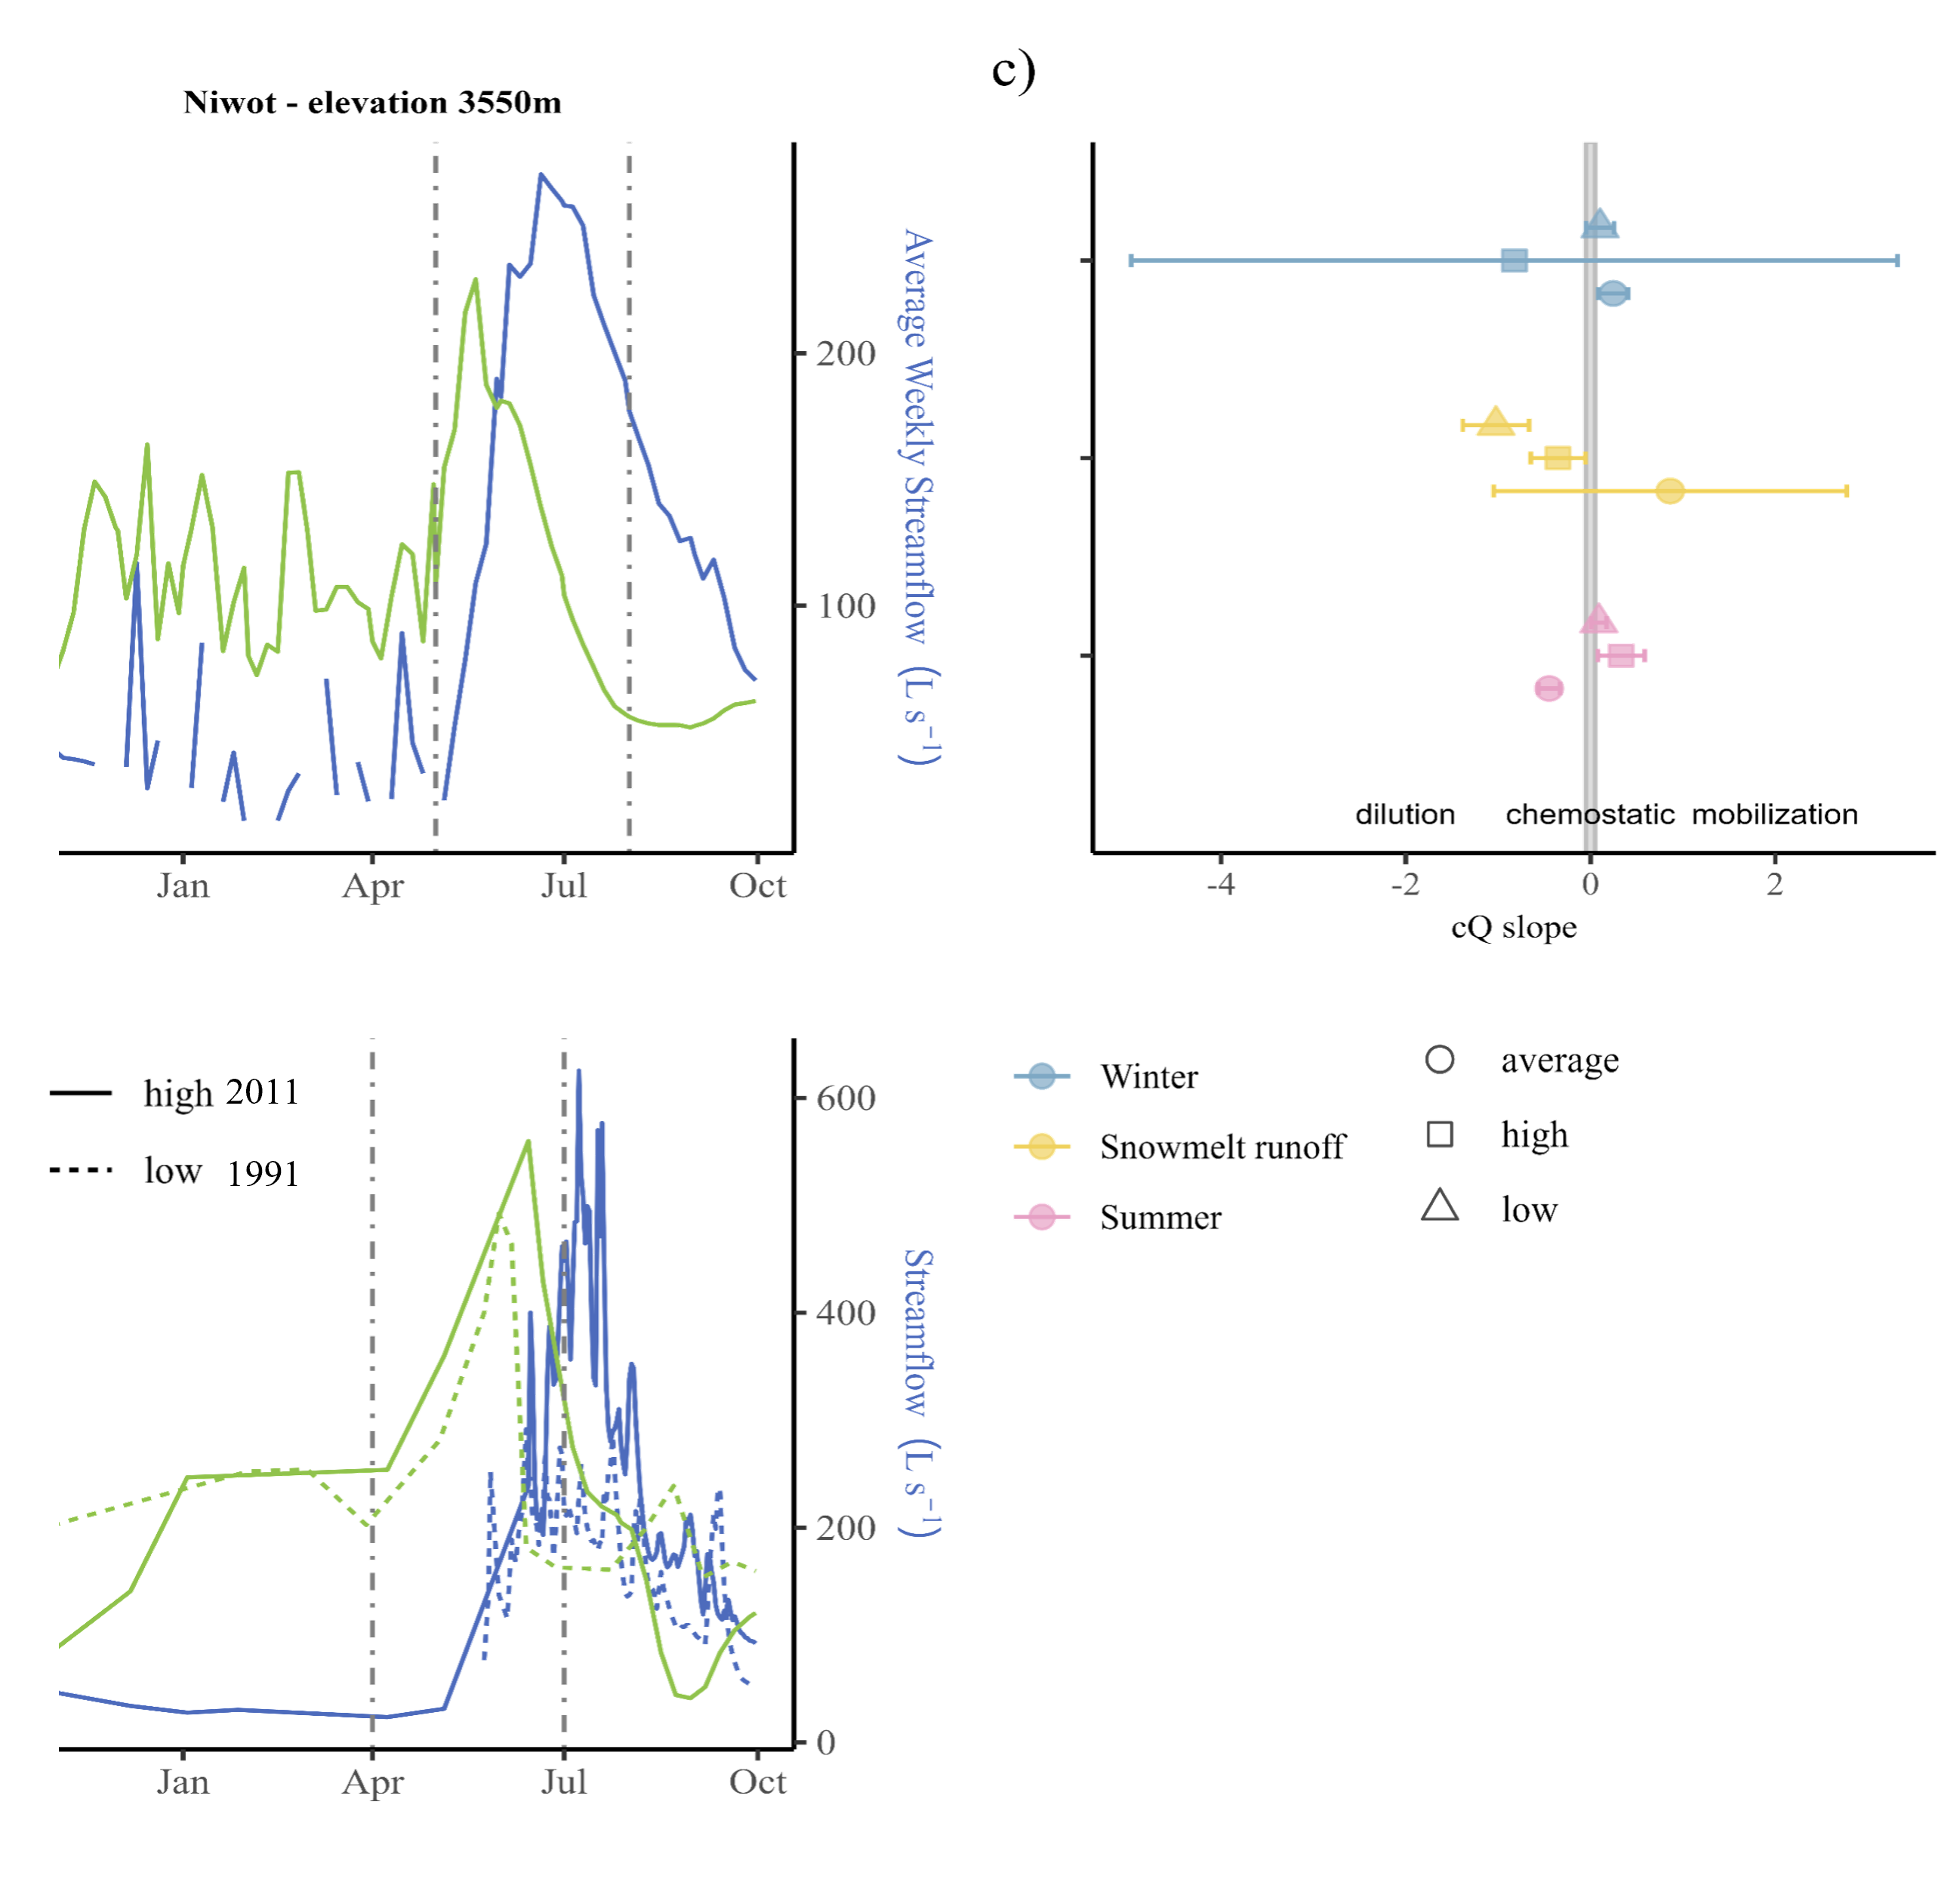 c)
Niwot - elevation 3550m
200
100
Average Weekly Streamflow (L s⁻¹)
Jan
Apr
Jul
Oct
dilution
chemostatic
mobilization
-4
-2
0
2
cQ slope
high 2011
low 1991
600
400
200
0
Streamflow (L s⁻¹)
Jan
Apr
Jul
Oct
Winter
Snowmelt runoff
Summer
average
high
low